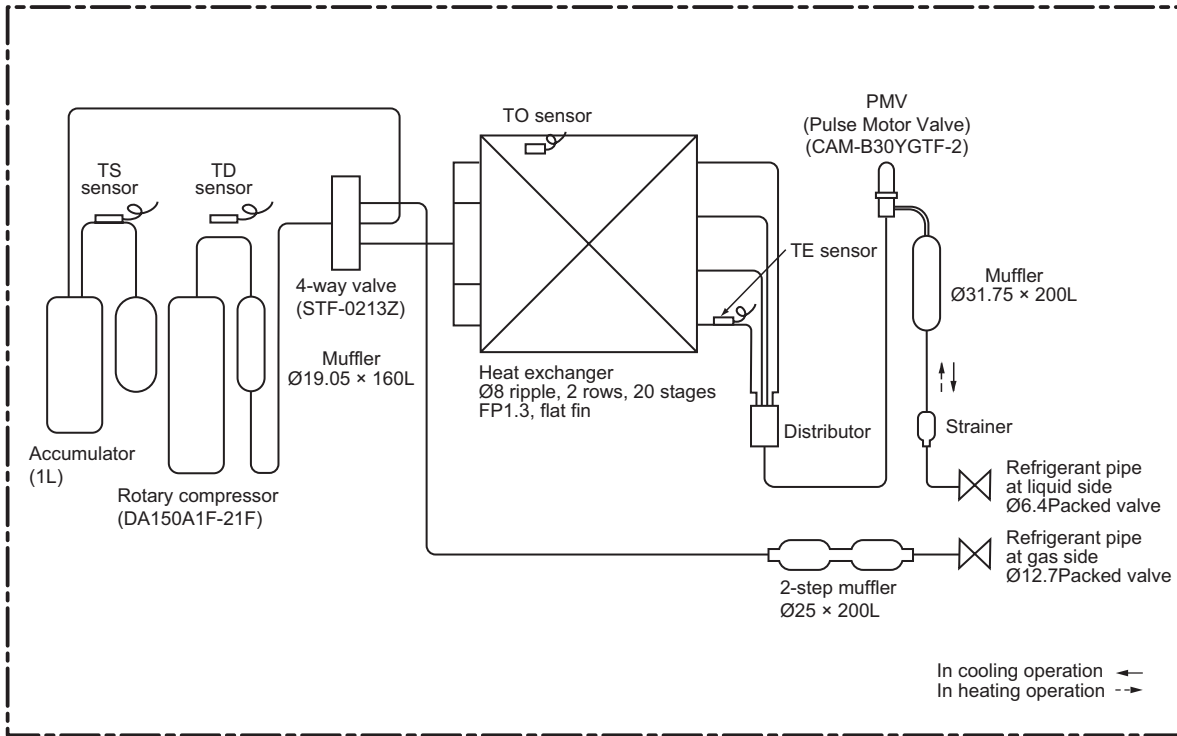 PMV
(Pulse Motor Valve)
(CAM-B30YGTF-2)
TO sensor
TS
sensor
TD
sensor
TE sensor
4-way valve
(STF-0213Z)
Muffler
Ø31.75 × 200L
Muffler
Ø19.05 × 160L
Heat exchanger
Ø8 ripple, 2 rows, 20 stages
FP1.3, flat fin
Distributor
Strainer
Accumulator
(1L)
Rotary compressor
(DA150A1F-21F)
Refrigerant pipe
at liquid side
Ø6.4Packed valve
Refrigerant pipe
at gas side
Ø12.7Packed valve
2-step muffler
Ø25 × 200L
In cooling operation
In heating operation